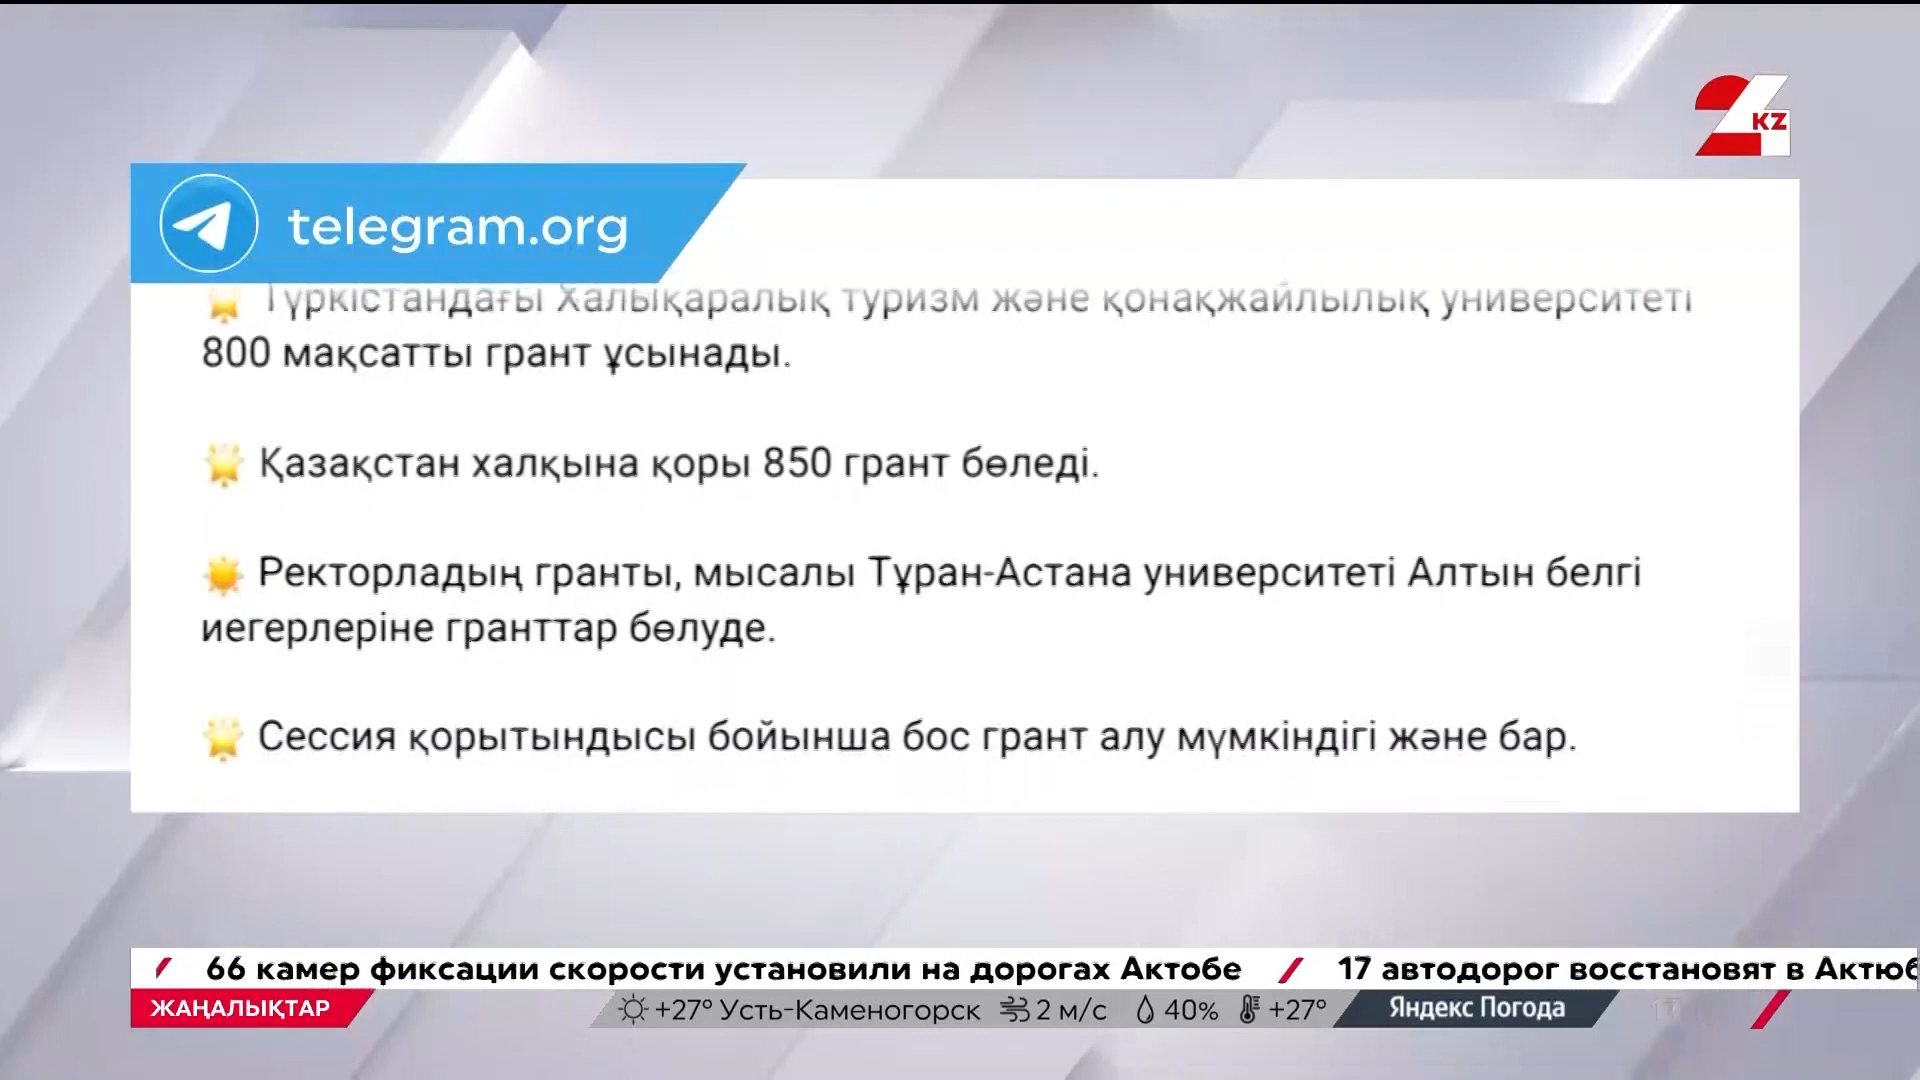 24 KZ
telegram.org
Түркістандағы Халықаралық туризм және қонақжайлылық университеті
800 мақсатты грант ұсынады.
Қазақстан халқына қоры 850 грант бөледі.
Ректорладың гранты, мысалы Тұран-Астана университеті Алтын белгі
иегерлеріне гранттар бөлуде.
Сессия қорытындысы бойынша бос грант алу мүмкіндігі және бар.
66 камер фиксации скорости установили на дорогах Актобе / 17 автодорог восстановят в Актюб
ЖАҢАЛЫҚТАР +27° Усть-Каменогорск 2 м/с 40% +27° Яндекс Погода